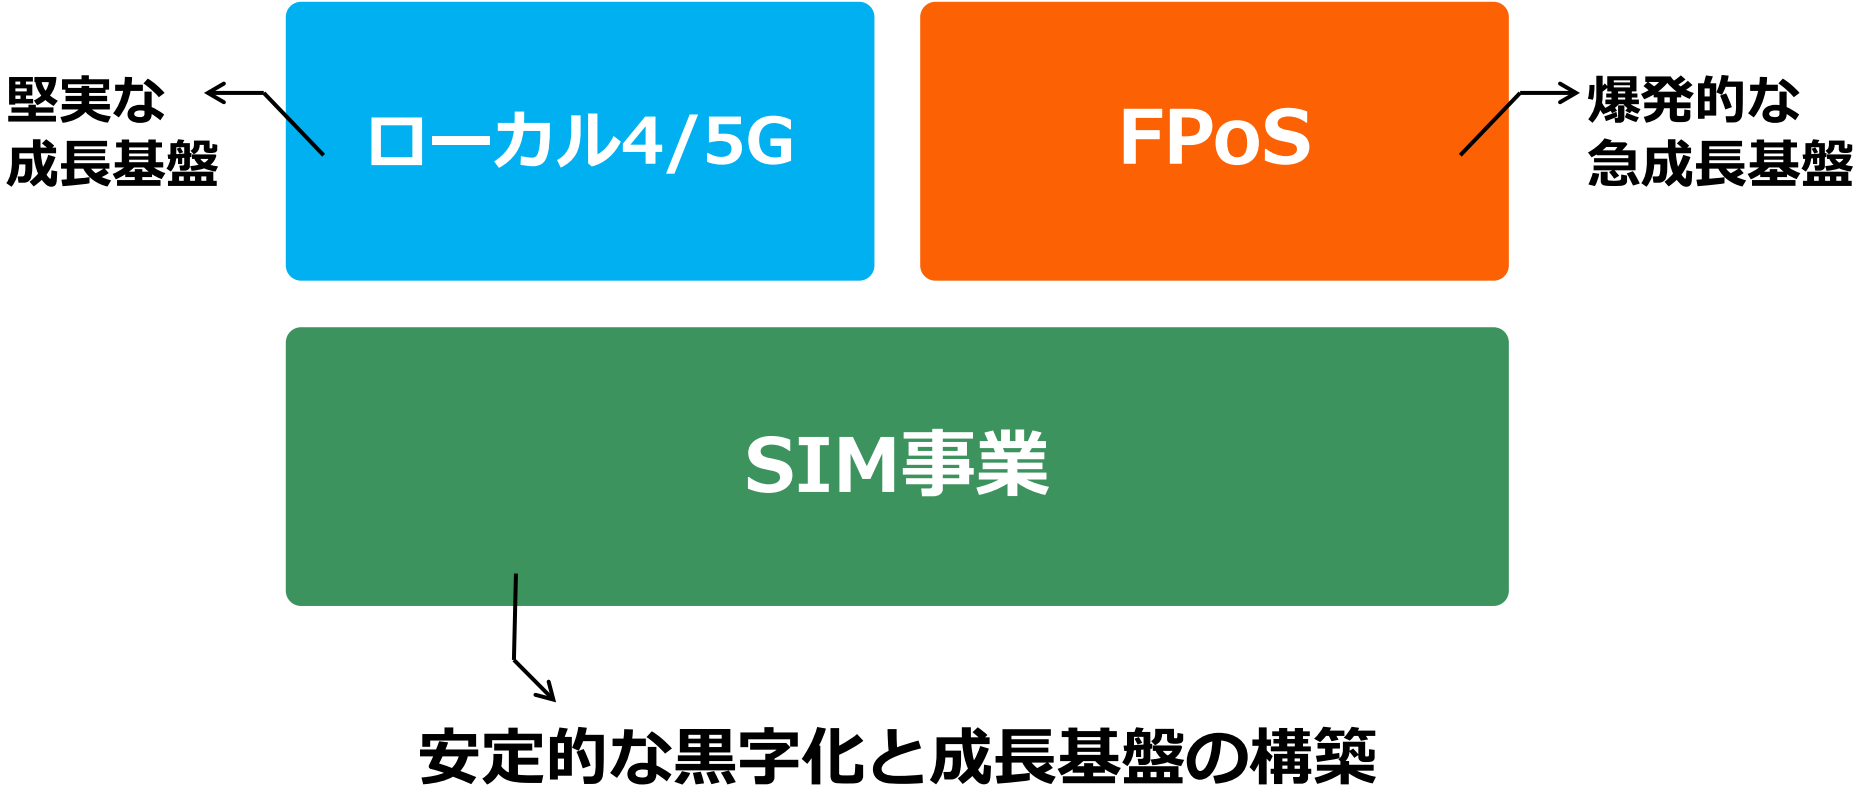 堅実な
成長基盤
ローカル4/5G
FPoS
爆発的な
急成長基盤
SIM事業
安定的な黒字化と成長基盤の構築